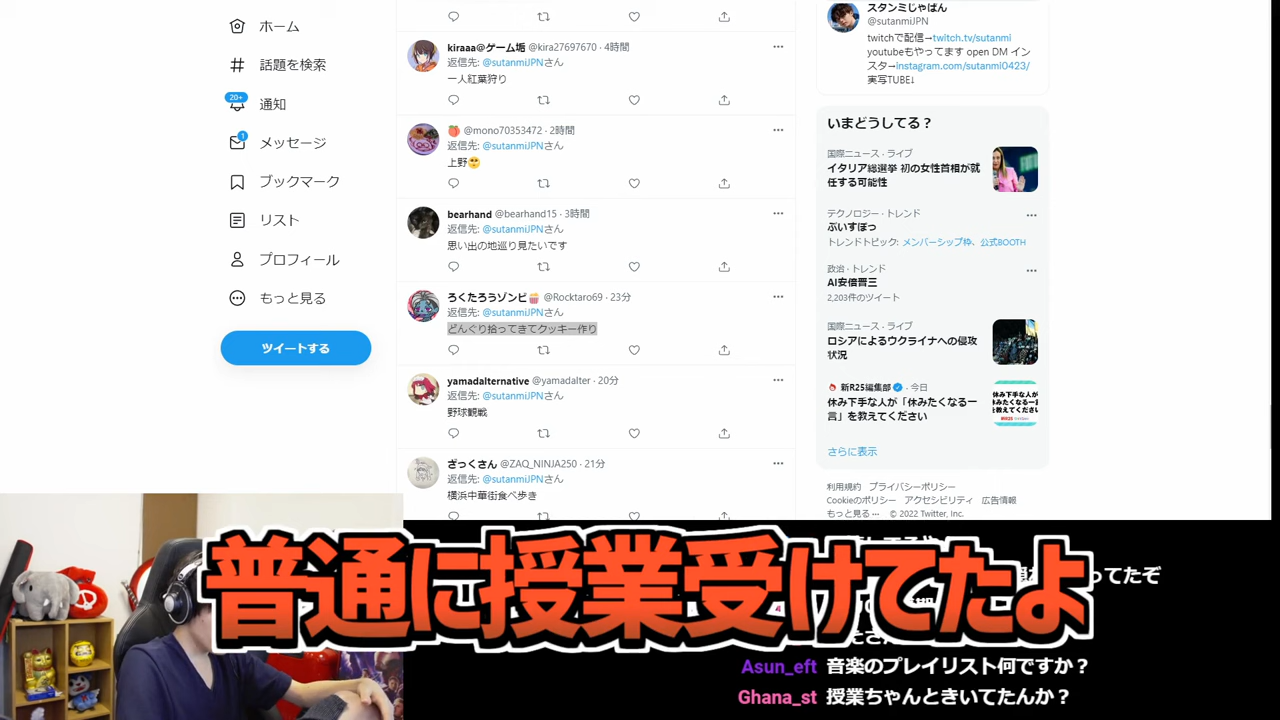 ホーム
話題を検索
20+
通知
1
メッセージ
ブックマーク
リスト
プロフィール
もっと見る
ツイートする
kiraaa@ゲーム垢 @kira27697670 · 4時間
返信先: @sutanmiJPNさん
一人紅葉狩り
🍑 @mono70353472 · 2時間
返信先: @sutanmiJPNさん
上野🥺
bearhand @bearhand15 · 3時間
返信先: @sutanmiJPNさん
思い出の地巡り見たいです
ろくたろうゾンビ🍿 @Rocktaro69 · 23分
返信先: @sutanmiJPNさん
どんぐり拾ってきてクッキー作り
yamadalternative @yamadalter · 20分
返信先: @sutanmiJPNさん
野球観戦
ざっくさん @ZAQ_NINJA250 · 21分
返信先: @sutanmiJPNさん
横浜中華街食べ歩き
スタンミじゃぱん
@sutanmiJPN
twitchで配信→twitch.tv/sutanmi
youtubeもやってます open DM イン
スタ→instagram.com/sutanmi0423/
実写TUBE↓
いまどうしてる？
国際ニュース · ライブ
イタリア総選挙 初の女性首相が就
任する可能性
テクノロジー · トレンド
ぶいすぽっ
トレンドトピック: メンバーシップ枠、公式BOOTH
政治 · トレンド
AI安倍晋三
2,203件のツイート
国際ニュース · ライブ
ロシアによるウクライナへの侵攻
状況
新R25編集部 · 今日
休み下手な人が「休みたくなる一
言」を教えてください
さらに表示
利用規約 プライバシーポリシー
Cookieのポリシー アクセシビリティ 広告情報
もっと見る ··· © 2022 Twitter, Inc.
普通に授業受けてたよ
ってたぞ
Asun_eft 音楽のプレイリスト何ですか？
Ghana_st 授業ちゃんときいてたんか？